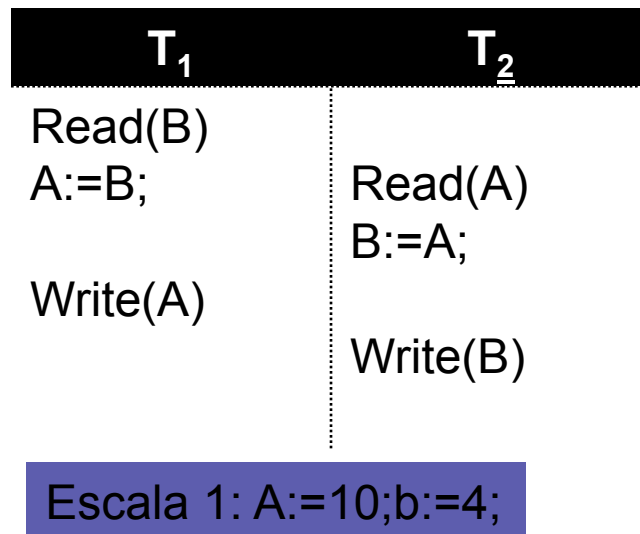 T1 T2
Read(B)
A:=B; Read(A)
B:=A;
Write(A)
Write(B)
Escala 1: A:=10;b:=4;